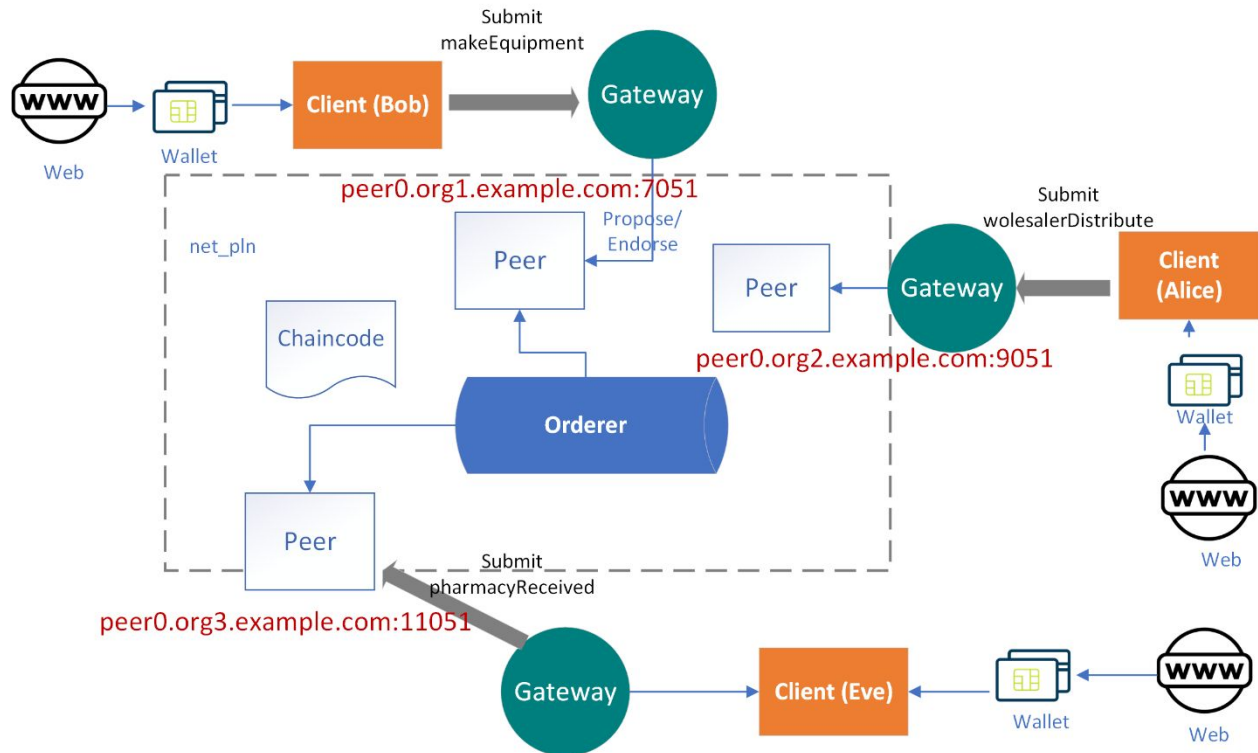 Submit
makeEquipment
WWW
Web
Wallet
Client (Bob)
Gateway
peer0.org1.example.com:7051
Propose/
Endorse
net_pln
Peer
Peer
Gateway
Submit
wolesalerDistribute
Client
(Alice)
Chaincode
peer0.org2.example.com:9051
Wallet
Orderer
WWW
Web
Peer
Submit
pharmacyReceived
peer0.org3.example.com:11051
Gateway
Client (Eve)
Wallet
WWW
Web